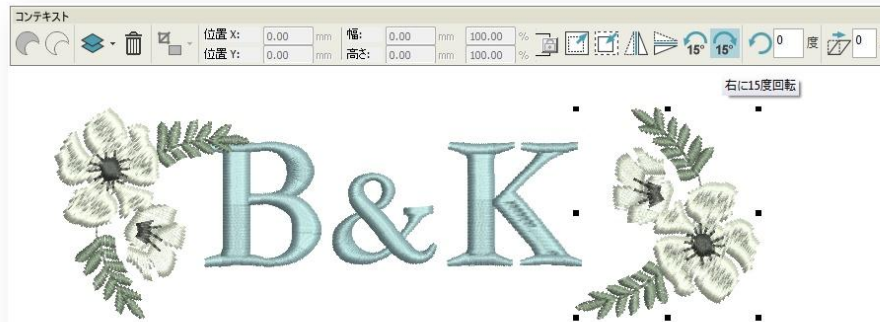 コンテキスト
位置 X: 0.00 mm 幅: 0.00 mm 100.00 % 15° 15° 0 度 0
位置 Y: 0.00 mm 高さ: 0.00 mm 100.00 %
右に15度回転
B&K